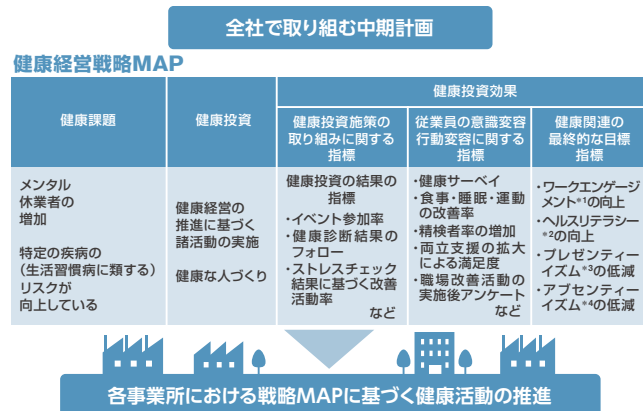 全社で取り組む中期計画
健康経営戦略MAP
健康課題
健康投資
健康投資効果
健康投資施策の
取り組みに関する
指標
従業員の意識変容
行動変容に関する
指標
健康関連の
最終的な目標
指標
メンタル
休業者の
増加
特定の疾病の
(生活習慣病に類する)
リスクが
向上している
健康経営の
推進に基づく
諸活動の実施
健康な人づくり
健康投資の結果の
指標
・イベント参加率
・健康診断結果の
フォロー
・ストレスチェック
結果に基づく改善
活動率
など
・健康サーベイ
・食事・睡眠・運動
の改善率
・精検者率の増加
・両立支援の拡大
による満足度
・職場改善活動の
実施後アンケート
など
・ワークエンゲージ
メント*1の向上
・ヘルスリテラシー
*2の向上
・プレゼンティー
イズム*3の低減
・アブセンティー
イズム*4の低減
各事業所における戦略MAPに基づく健康活動の推進